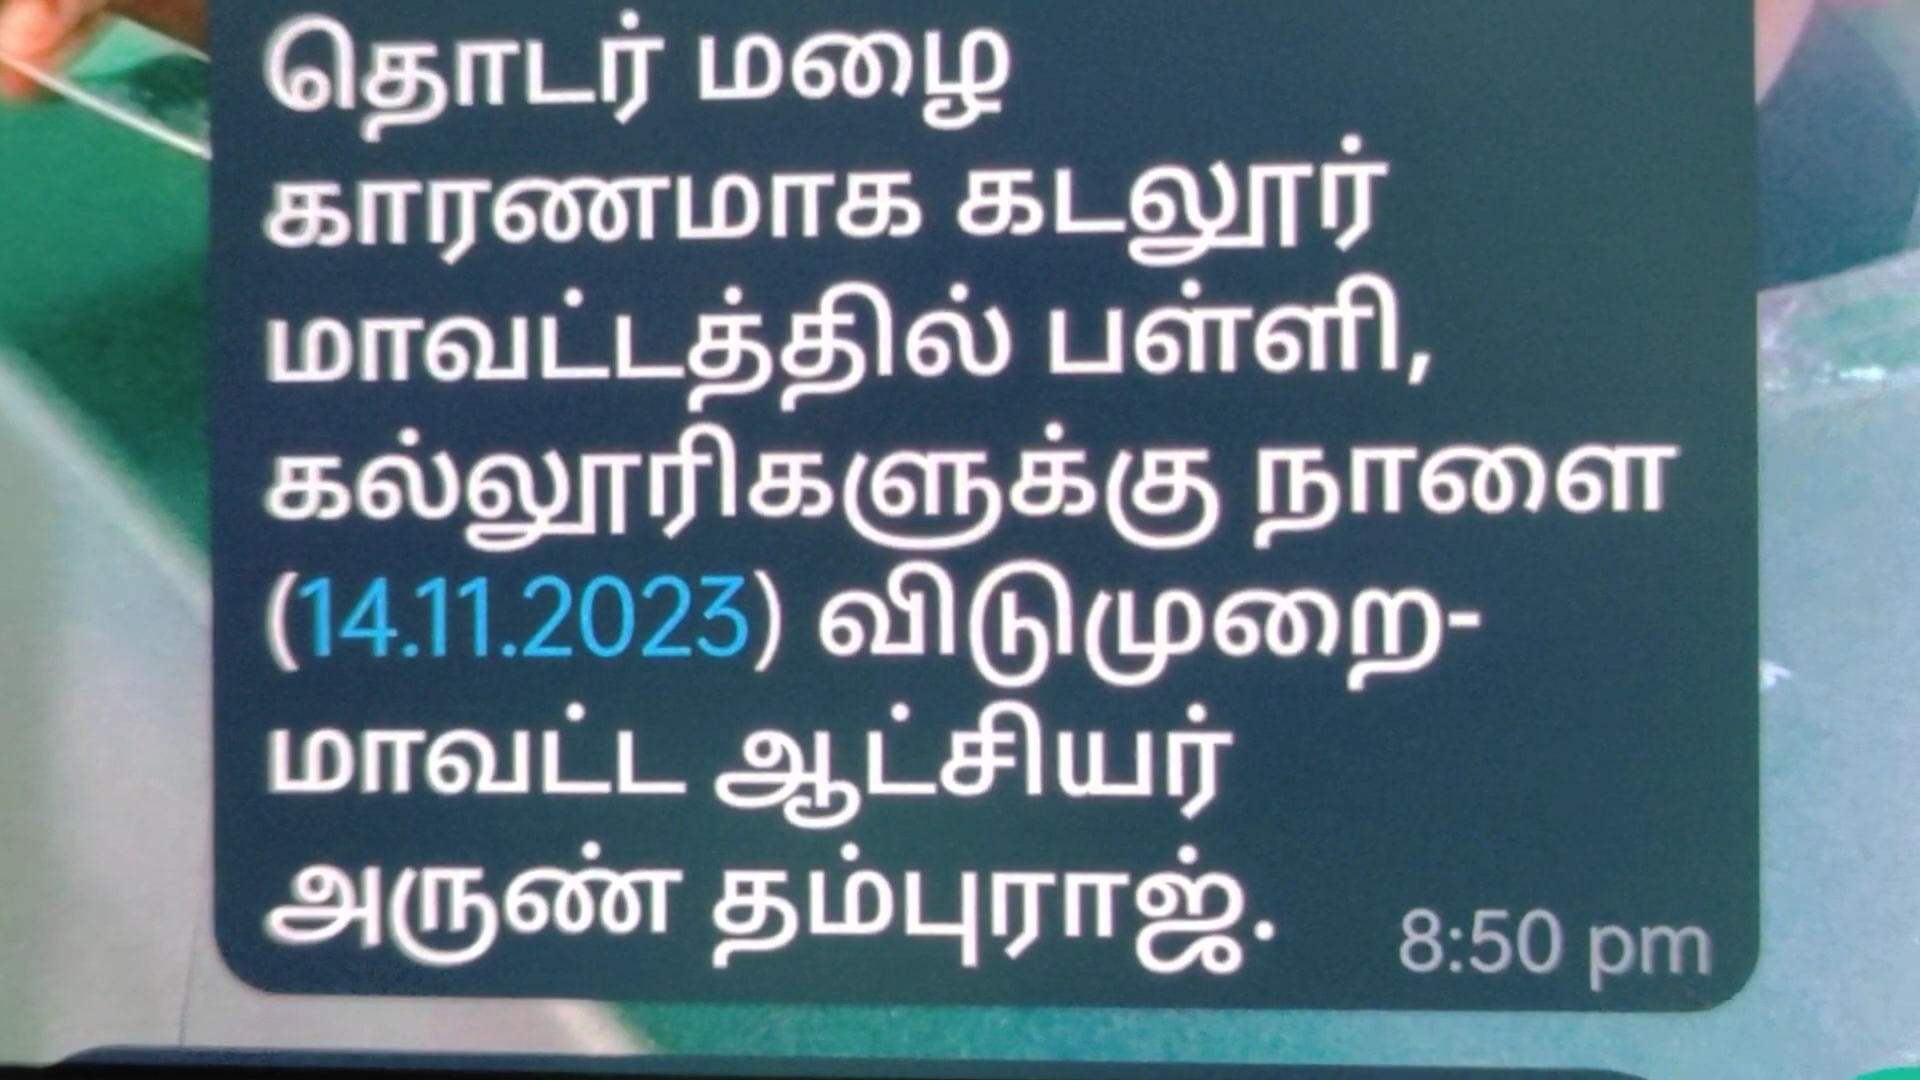 தொடர் மழை
காரணமாக கடலூர்
மாவட்டத்தில் பள்ளி,
கல்லூரிகளுக்கு நாளை
(14.11.2023) விடுமுறை-
மாவட்ட ஆட்சியர்
அருண் தம்புராஜ்.
8:50 pm